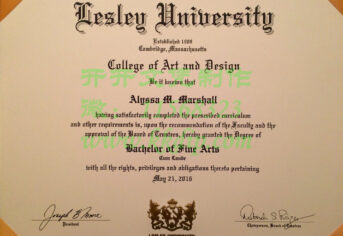 Lesley University
Established 1909
Cambridge, Massachusetts
College of Art and Design
Be it known that
Alyssa M. Marshall
having satisfactorily completed the prescribed curriculum
and other requirements is, upon the recommendation of the Faculty and the
approval of the Board of Trustees, hereby granted the Degree of
Bachelor of Fine Arts
Cum Laude
with all the rights, privileges and obligations thereto pertaining
May 21, 2016
President
Chairperson, Board of Trustees